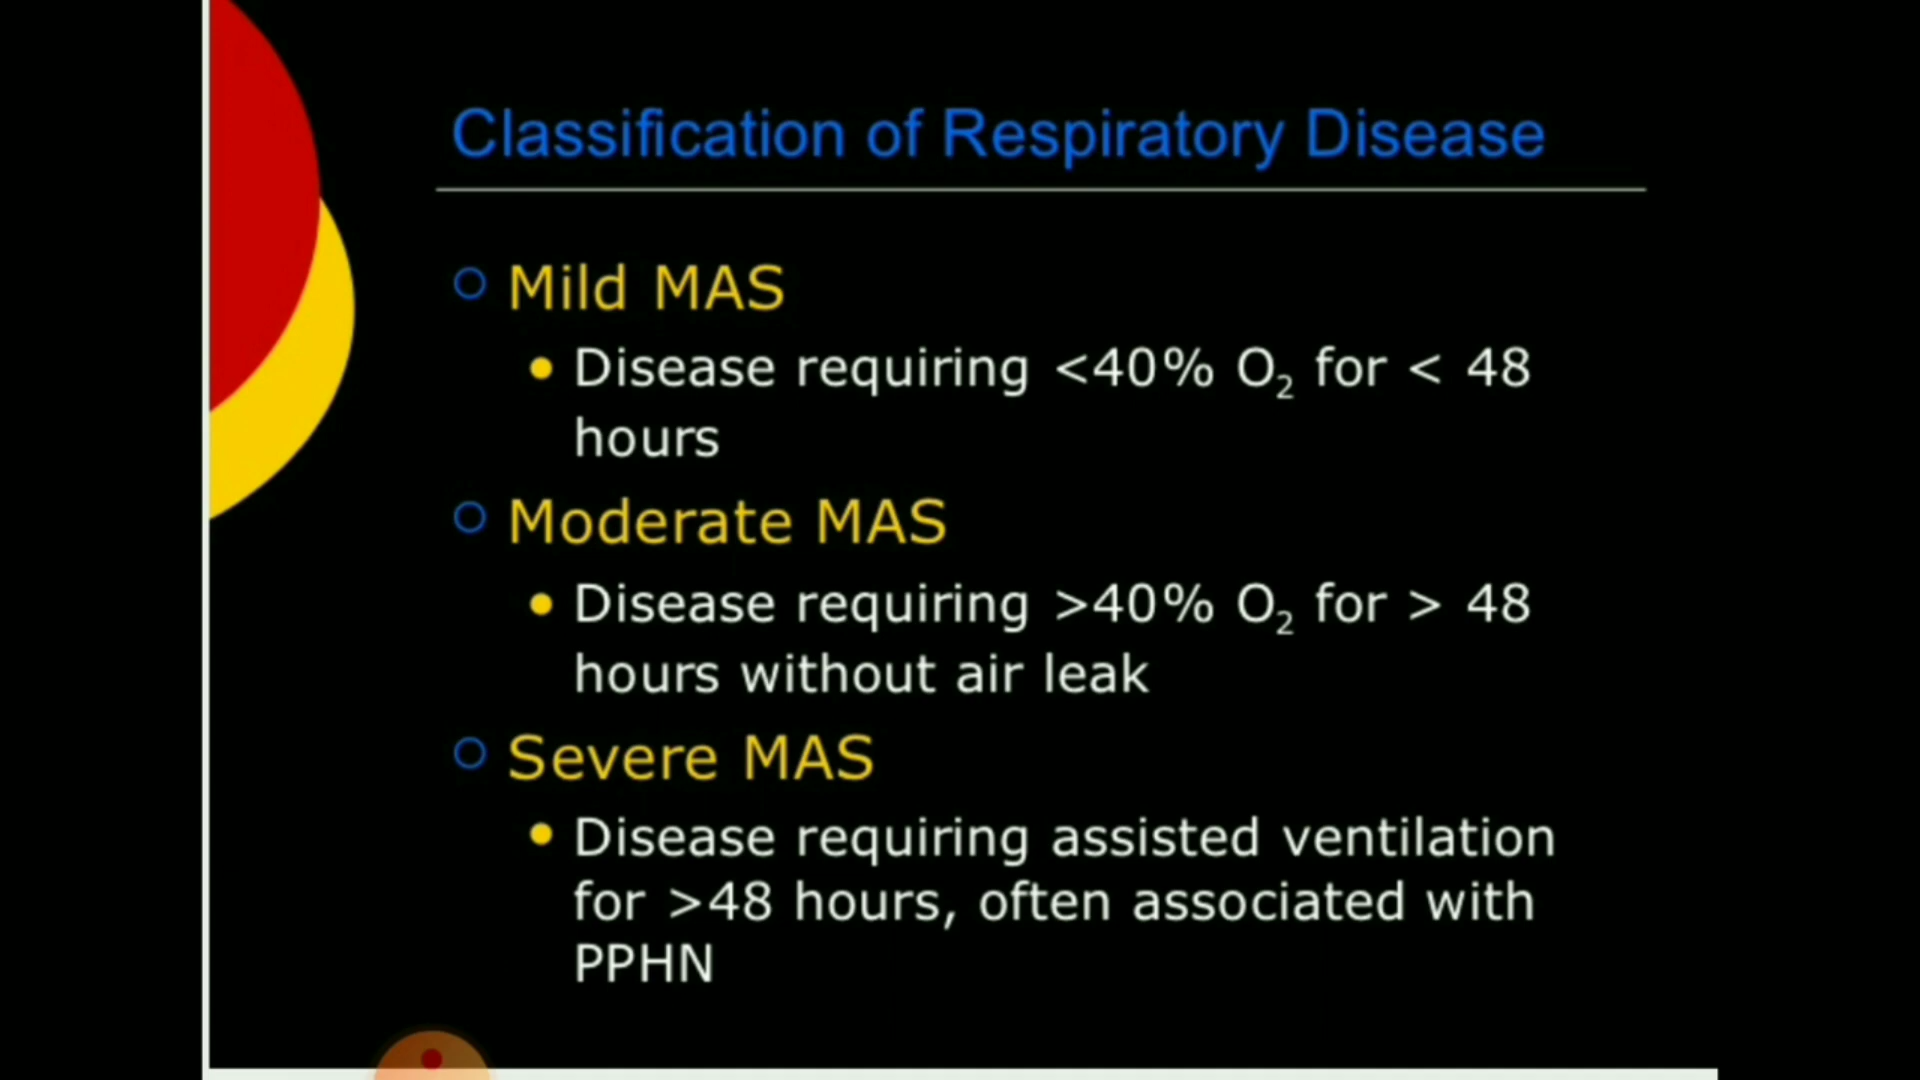 Classification of Respiratory Disease
Mild MAS
Disease requiring <40% O₂ for < 48
hours
Moderate MAS
Disease requiring >40% O₂ for > 48
hours without air leak
Severe MAS
Disease requiring assisted ventilation
for >48 hours, often associated with
PPHN